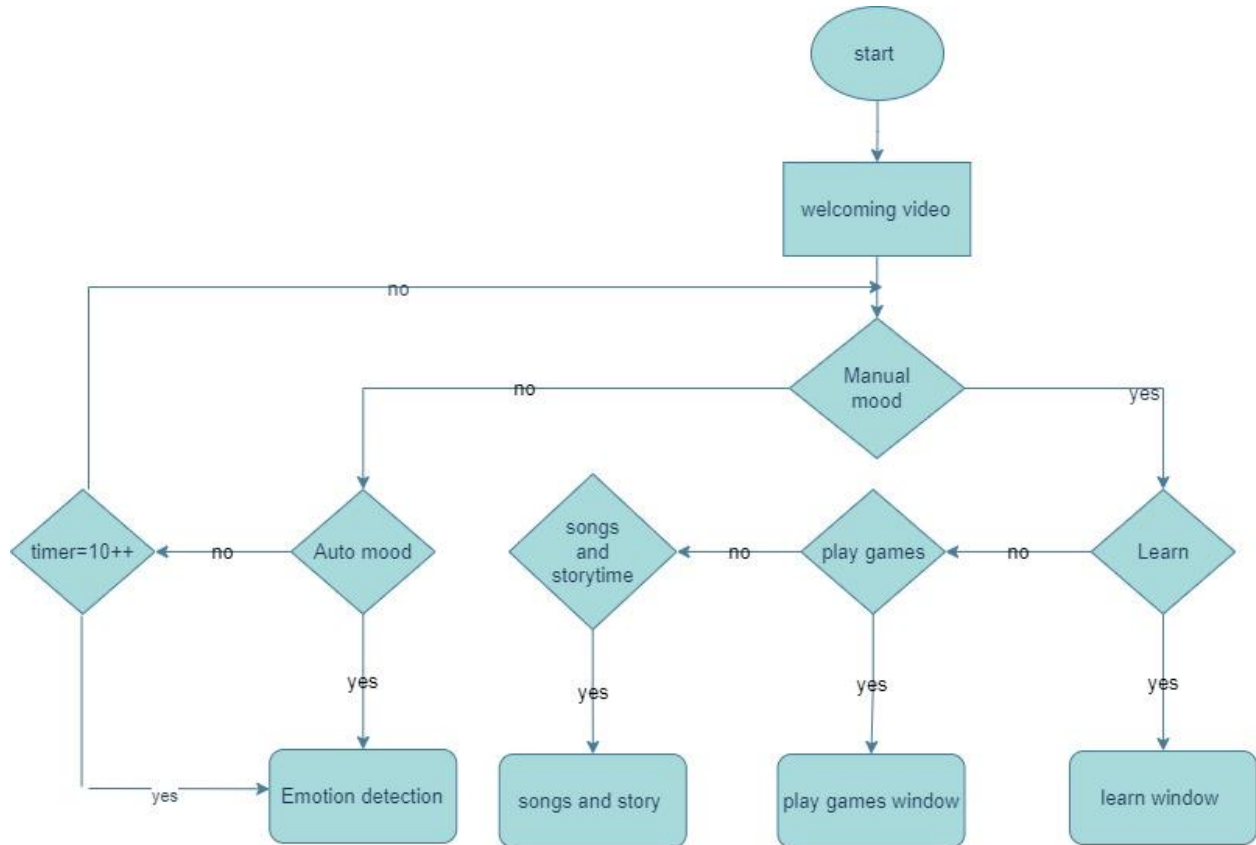 start
welcoming video
no
Manual
mood
no
yes
songs
and
storytime
timer=10++
no
Auto mood
no
play games
no
Learn
yes
yes
yes
yes
yes
Emotion detection
songs and story
play games window
learn window